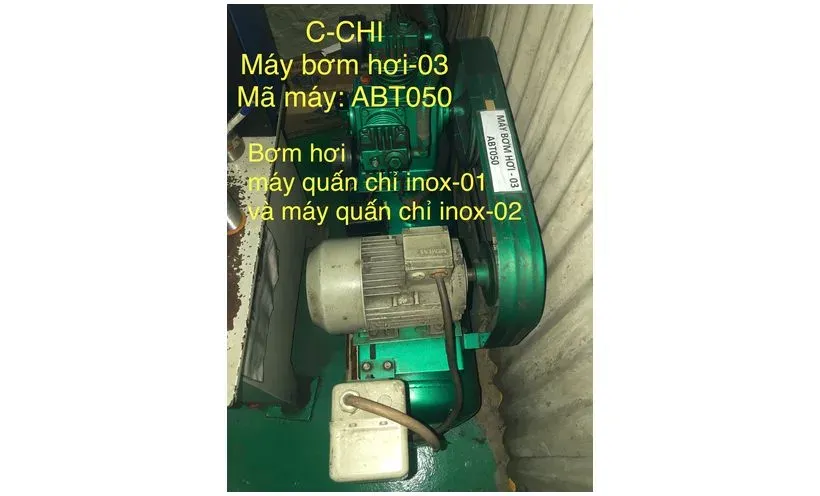 C-CHI
Máy bơm hơi-03
Mã máy: ABT050
Bơm hơi
máy quấn chỉ inox-01
và máy quấn chỉ inox-02
MÁY BƠM HƠI - 03
ABT050
SIEMENS